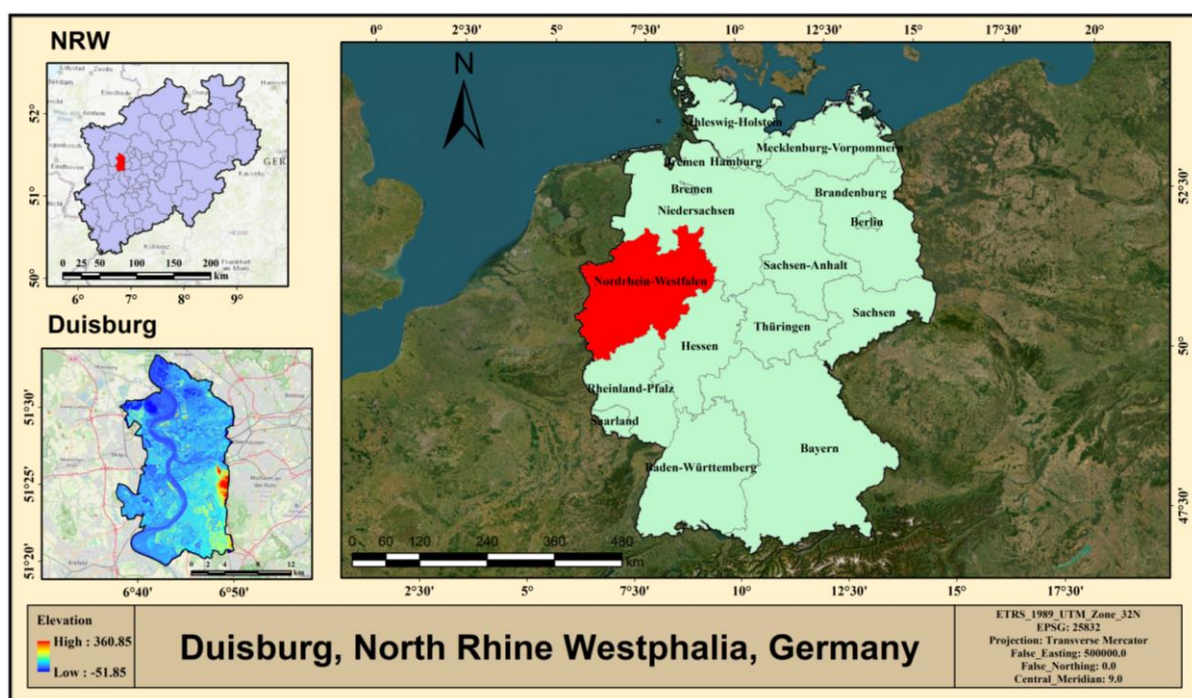 NRW
52°
51°
50°
0 25 50 100 150 200
km
6° 7° 8° 9°
Duisburg
51°30'
51°25'
51°20'
0 2 4 8 12
km
6°40' 6°50'
0° 2°30' 5° 7°30' 10° 12°30' 15° 17°30' 20°
N
Schleswig-Holstein
Mecklenburg-Vorpommern
Bremen Hamburg
Bremen
Brandenburg
Niedersachsen
Berlin
Nordrhein-Westfalen
Sachsen-Anhalt
Sachsen
Thüringen
Hessen
Rheinland-Pfalz
Saarland
Baden-Württemberg
Bayern
52°30'
50°
47°30'
0 60 120 240 360 480
km
2°30' 5° 7°30' 10° 12°30' 15° 17°30'
Elevation
High : 360.85
Low : -51.85
Duisburg, North Rhine Westphalia, Germany
ETRS_1989_UTM_Zone_32N
EPSG: 25832
Projection: Transverse Mercator
False_Easting: 500000.0
False_Northing: 0.0
Central_Meridian: 9.0